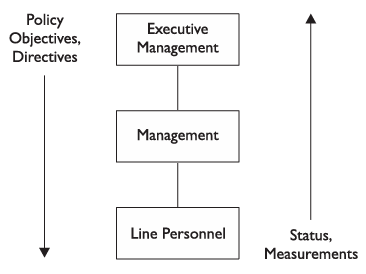 Policy
Objectives,
Directives
Executive
Management
Management
Line Personnel
Status,
Measurements